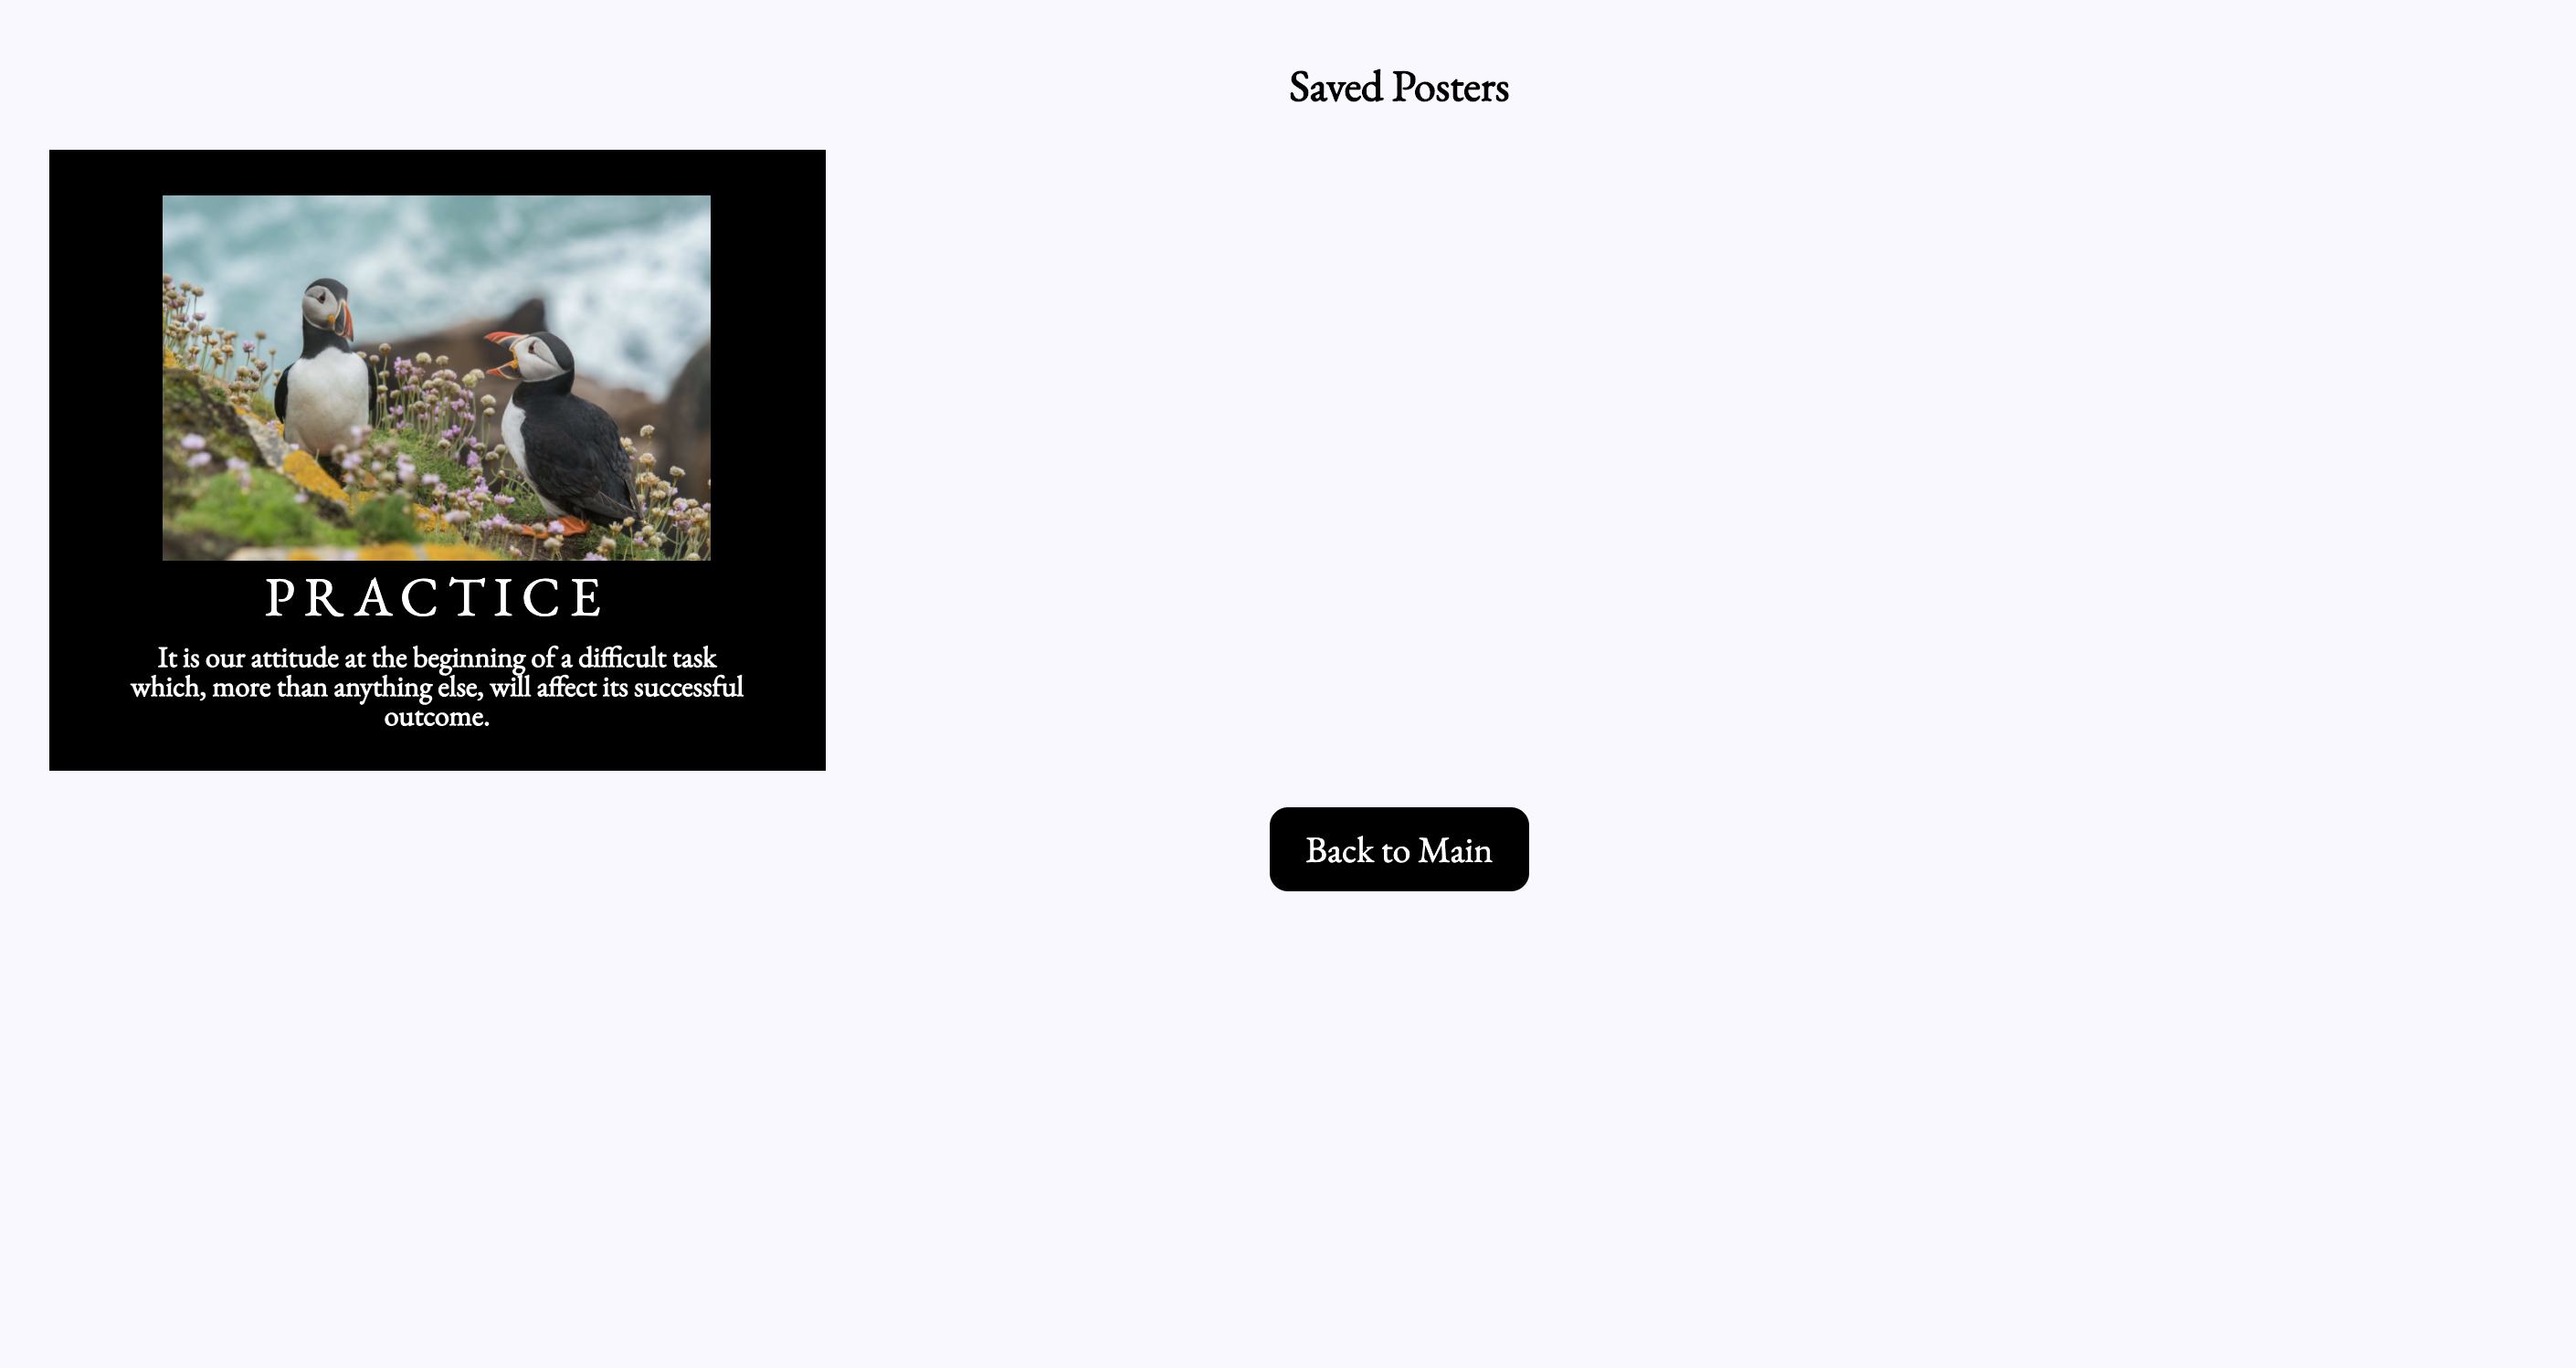 Saved Posters
PRACTICE
It is our attitude at the beginning of a difficult task
which, more than anything else, will affect its successful
outcome.
Back to Main